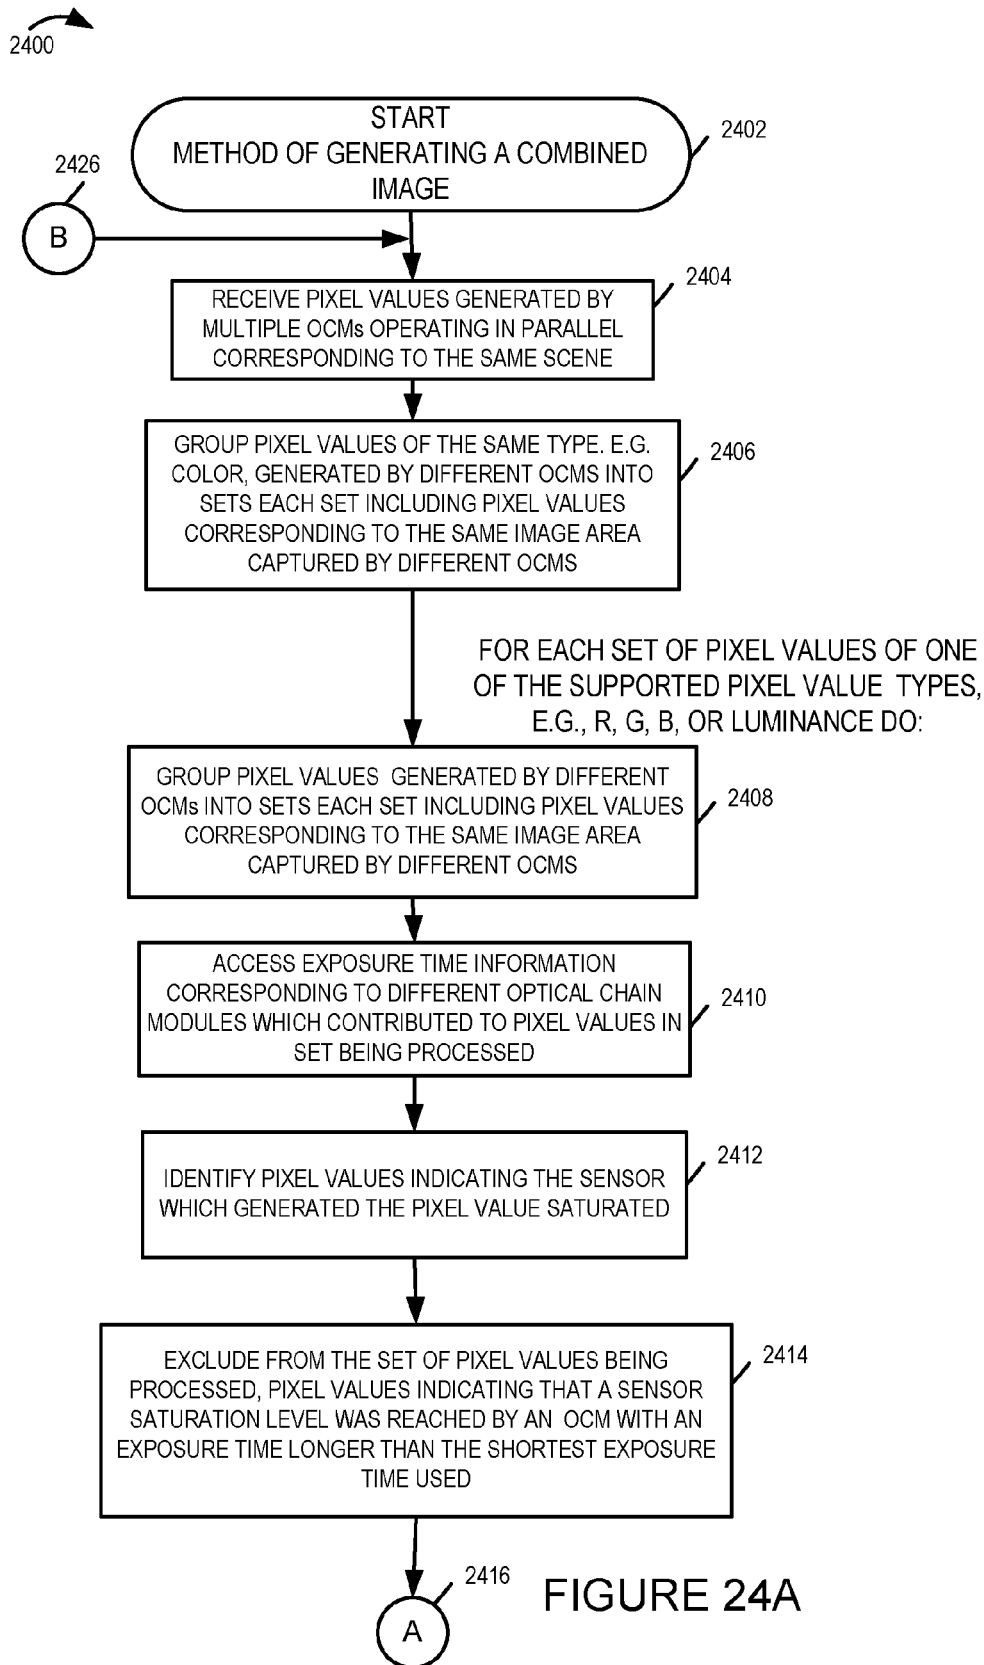 2400
START
METHOD OF GENERATING A COMBINED
IMAGE
2402
2426
B
2404
RECEIVE PIXEL VALUES GENERATED BY
MULTIPLE OCMs OPERATING IN PARALLEL
CORRESPONDING TO THE SAME SCENE
2406
GROUP PIXEL VALUES OF THE SAME TYPE. E.G.
COLOR, GENERATED BY DIFFERENT OCMS INTO
SETS EACH SET INCLUDING PIXEL VALUES
CORRESPONDING TO THE SAME IMAGE AREA
CAPTURED BY DIFFERENT OCMS
FOR EACH SET OF PIXEL VALUES OF ONE
OF THE SUPPORTED PIXEL VALUE TYPES,
E.G., R, G, B, OR LUMINANCE DO:
GROUP PIXEL VALUES GENERATED BY DIFFERENT
OCMs INTO SETS EACH SET INCLUDING PIXEL VALUES
CORRESPONDING TO THE SAME IMAGE AREA
CAPTURED BY DIFFERENT OCMS
2408
ACCESS EXPOSURE TIME INFORMATION
CORRESPONDING TO DIFFERENT OPTICAL CHAIN
MODULES WHICH CONTRIBUTED TO PIXEL VALUES IN
SET BEING PROCESSED
2410
IDENTIFY PIXEL VALUES INDICATING THE SENSOR
WHICH GENERATED THE PIXEL VALUE SATURATED
2412
EXCLUDE FROM THE SET OF PIXEL VALUES BEING
PROCESSED, PIXEL VALUES INDICATING THAT A SENSOR
SATURATION LEVEL WAS REACHED BY AN OCM WITH AN
EXPOSURE TIME LONGER THAN THE SHORTEST EXPOSURE
TIME USED
2414
2416
A
FIGURE 24A